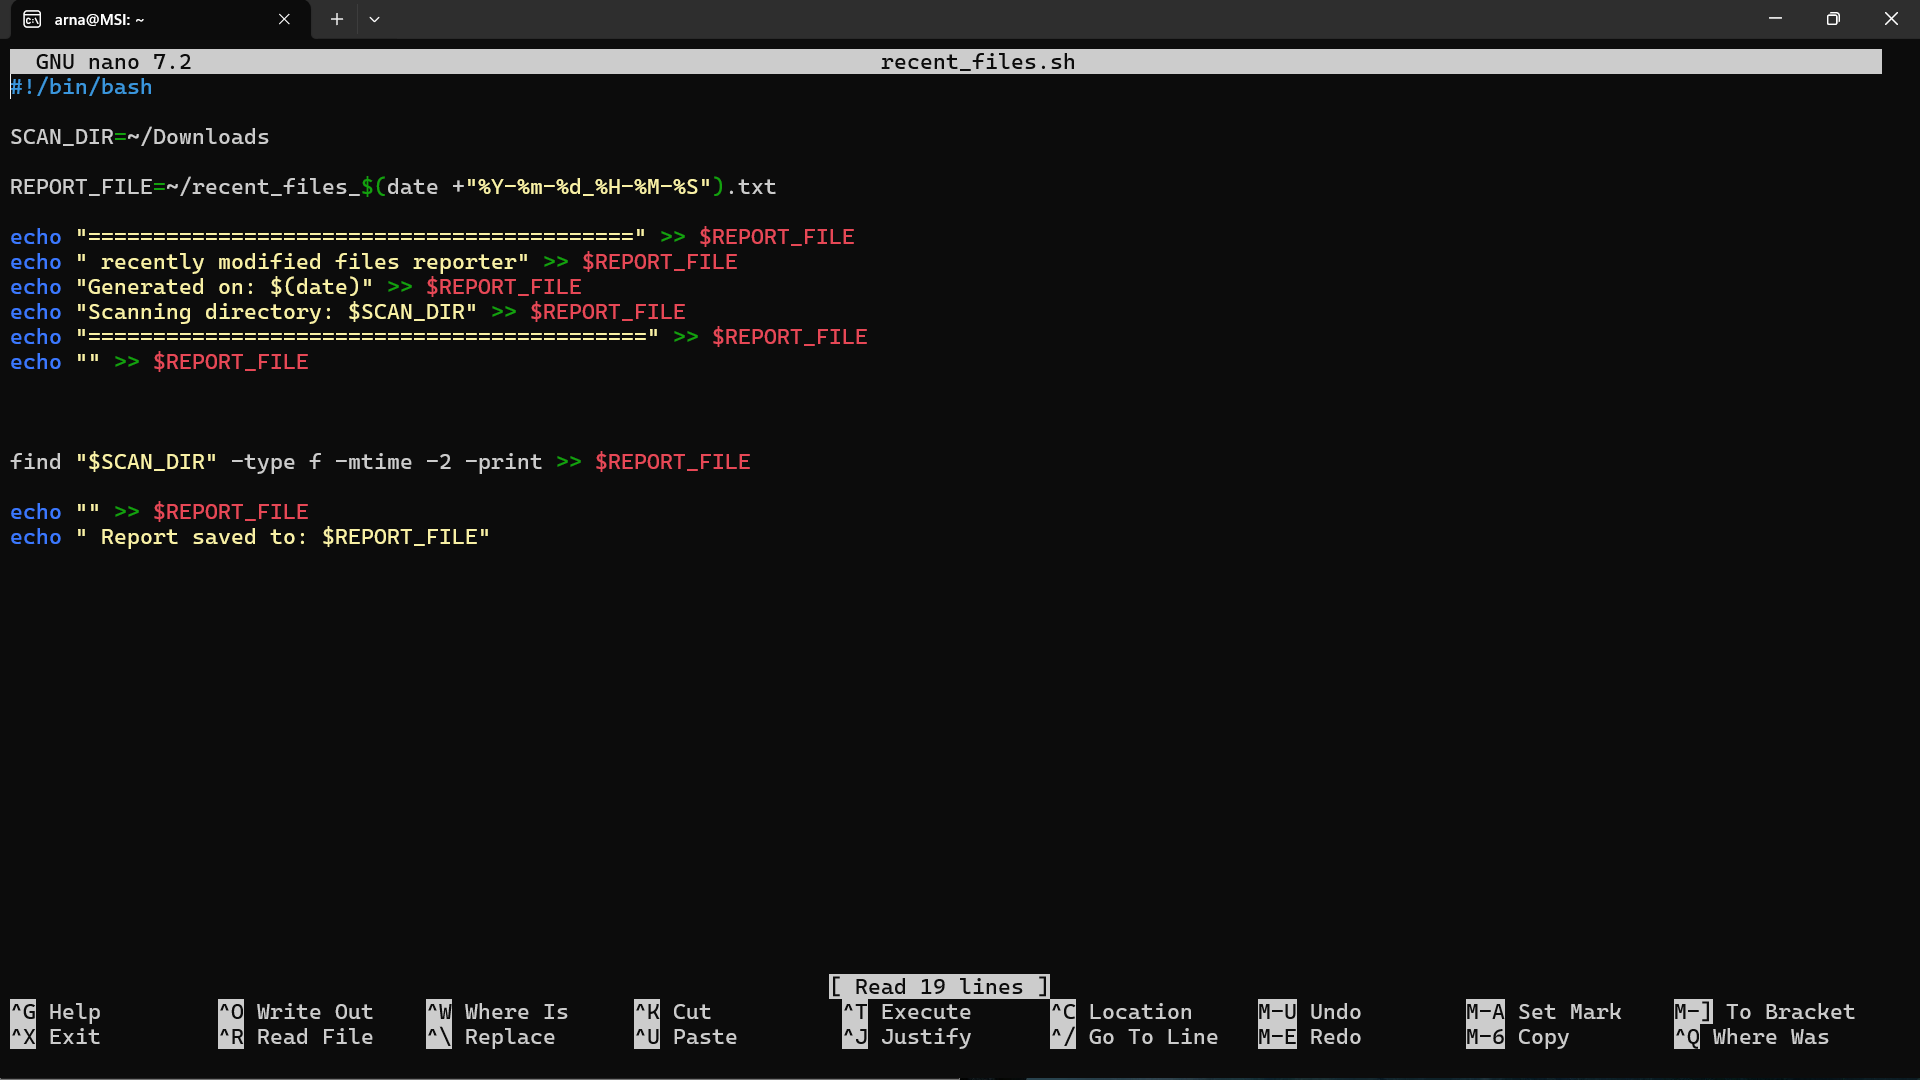 arna@MSI: ~
GNU nano 7.2 recent_files.sh
#!/bin/bash
SCAN_DIR=~/Downloads
REPORT_FILE=~/recent_files_$(date +"%Y-%m-%d_%H-%M-%S").txt
echo "==========================================" >> $REPORT_FILE
echo " recently modified files reporter" >> $REPORT_FILE
echo "Generated on: $(date)" >> $REPORT_FILE
echo "Scanning directory: $SCAN_DIR" >> $REPORT_FILE
echo "===========================================" >> $REPORT_FILE
echo "" >> $REPORT_FILE
find "$SCAN_DIR" -type f -mtime -2 -print >> $REPORT_FILE
echo "" >> $REPORT_FILE
echo " Report saved to: $REPORT_FILE"
[ Read 19 lines ]
^G Help ^O Write Out ^W Where Is ^K Cut ^T Execute ^C Location M-U Undo M-A Set Mark M-] To Bracket
^X Exit ^R Read File ^\ Replace ^U Paste ^J Justify ^/ Go To Line M-E Redo M-6 Copy ^Q Where Was